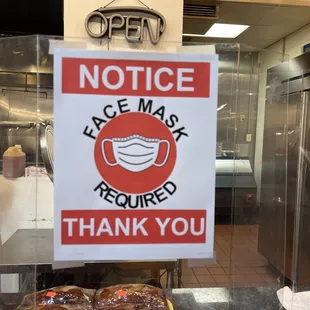 OPEN
NOTICE
FACE MASK
REQUIRED
THANK YOU